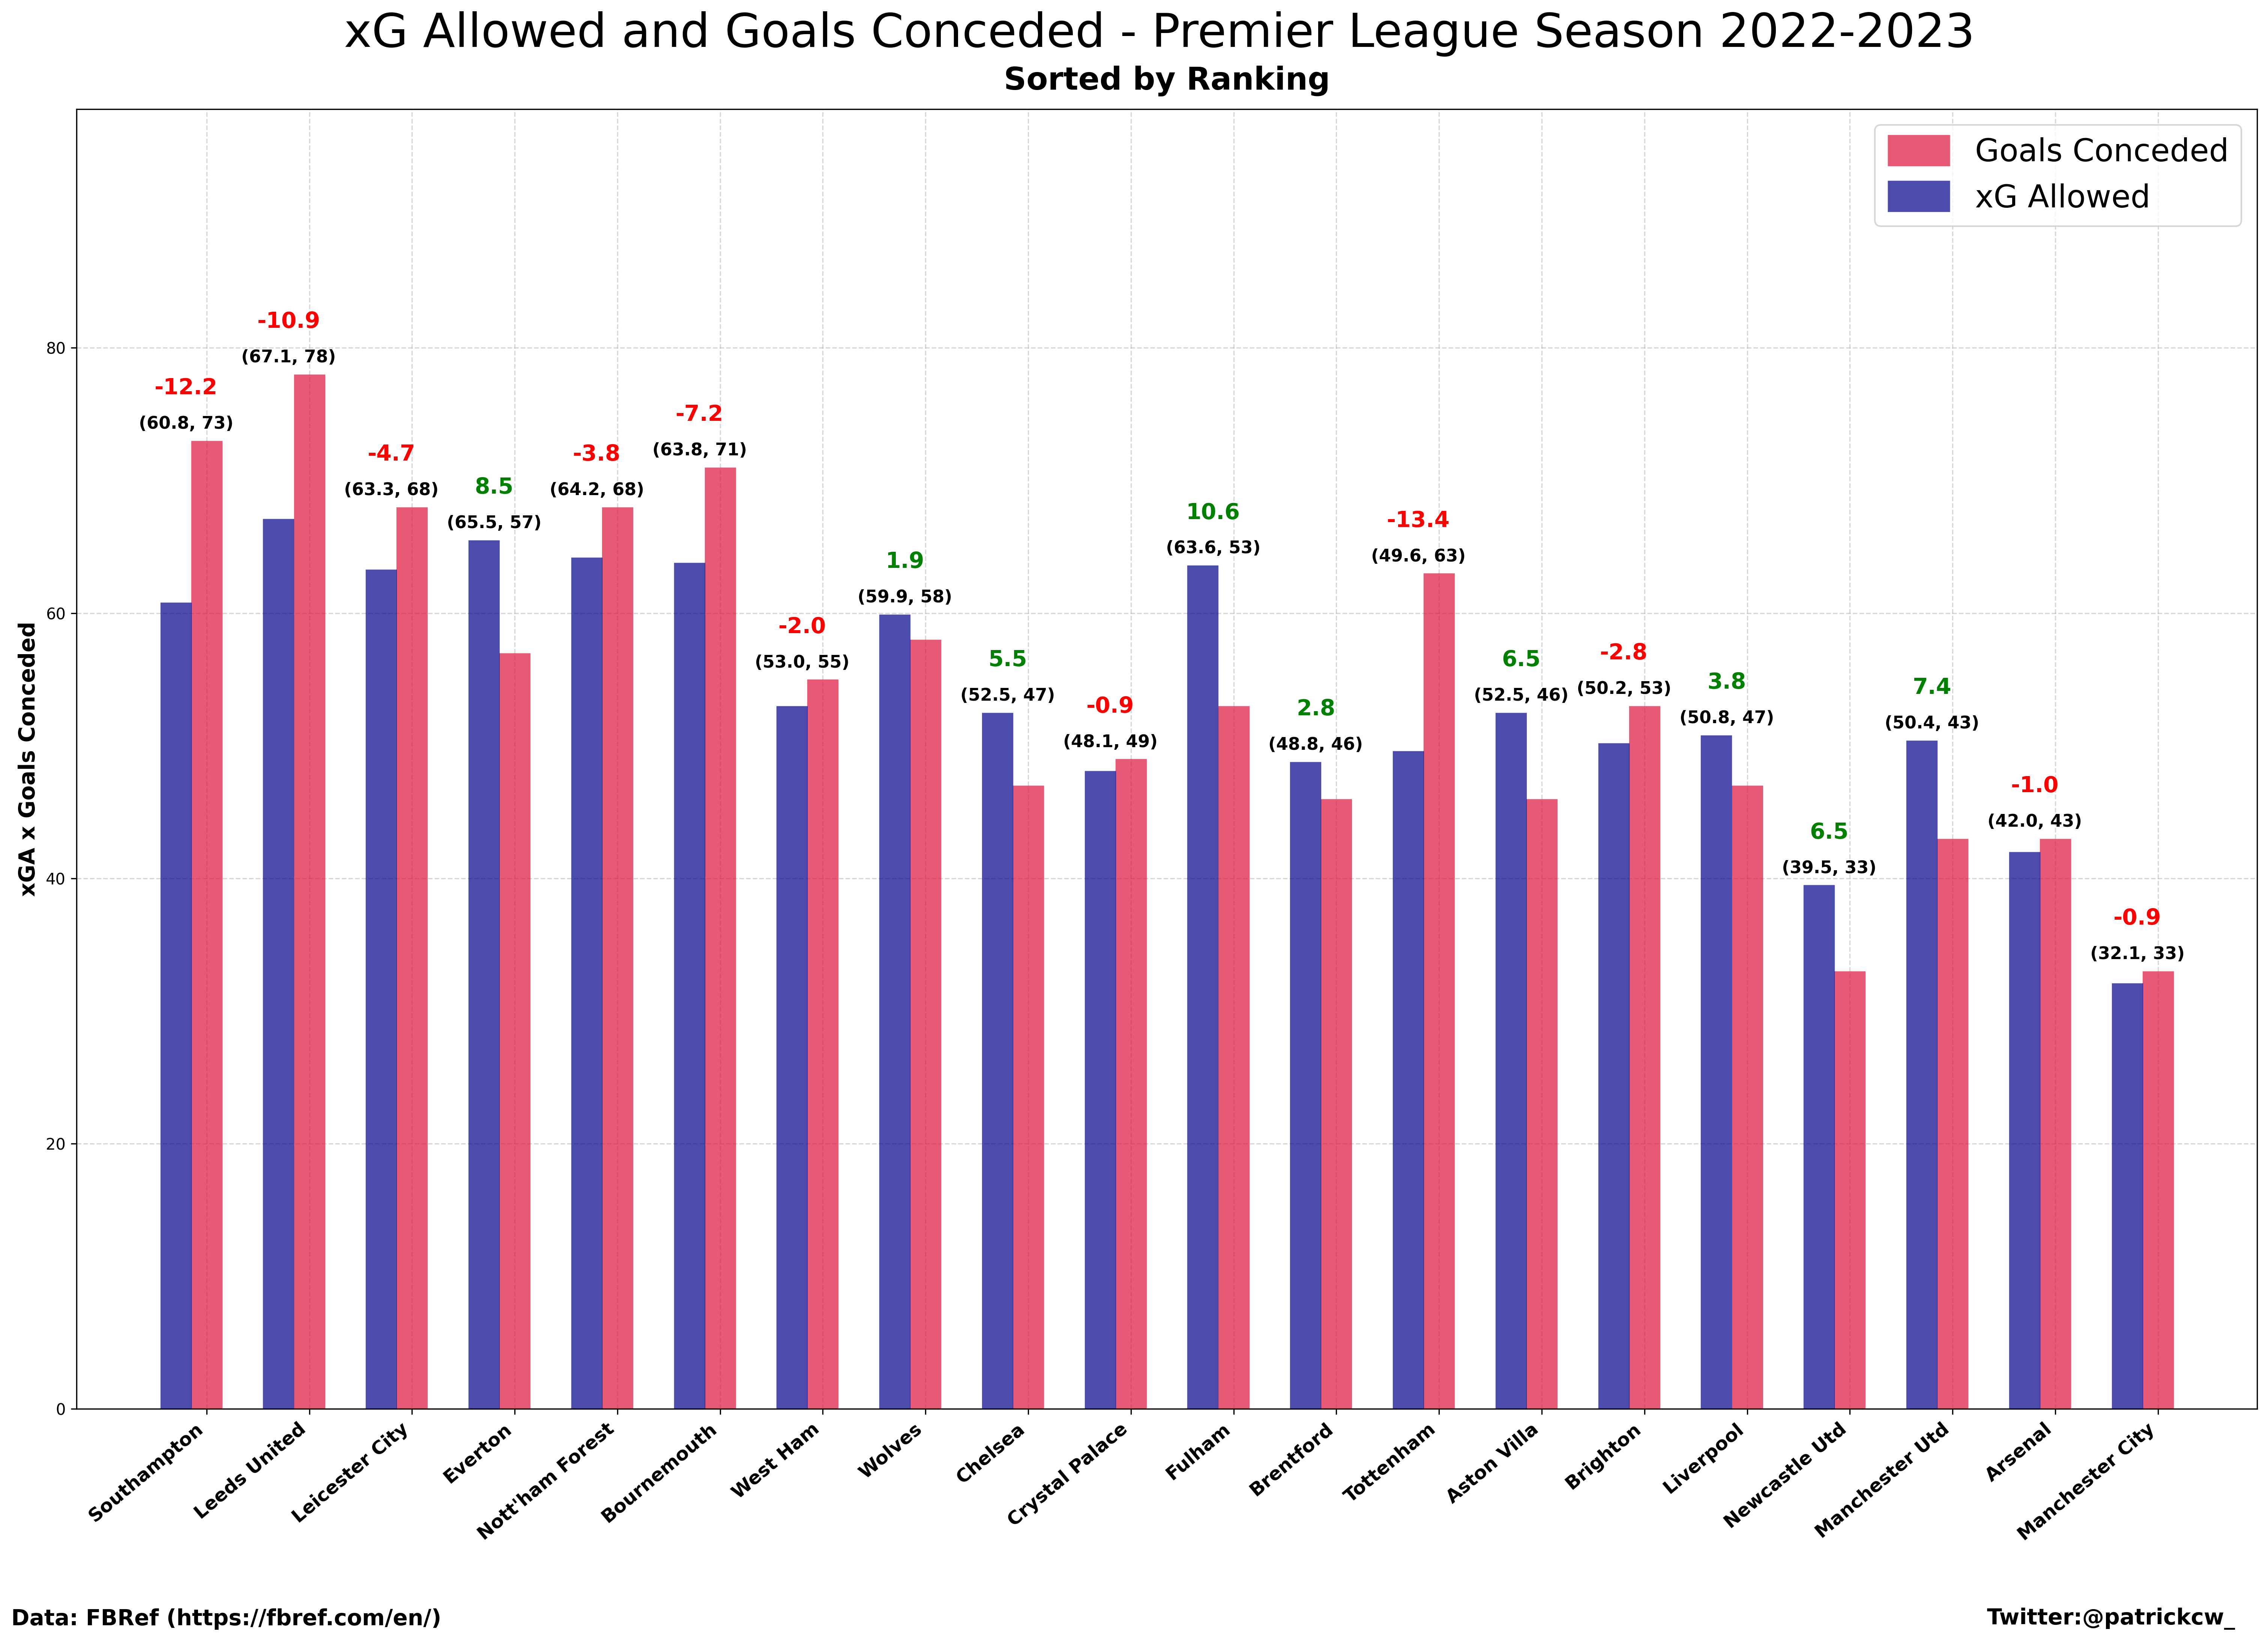 xG Allowed and Goals Conceded - Premier League Season 2022-2023
Sorted by Ranking
Goals Conceded
xG Allowed
xGA x Goals Conceded
80
60
40
20
0
-12.2
(60.8, 73)
-10.9
(67.1, 78)
-4.7
(63.3, 68)
8.5
(65.5, 57)
-3.8
(64.2, 68)
-7.2
(63.8, 71)
-2.0
(53.0, 55)
1.9
(59.9, 58)
5.5
(52.5, 47)
-0.9
(48.1, 49)
10.6
(63.6, 53)
2.8
(48.8, 46)
-13.4
(49.6, 63)
6.5
(52.5, 46)
-2.8
(50.2, 53)
3.8
(50.8, 47)
6.5
(39.5, 33)
7.4
(50.4, 43)
-1.0
(42.0, 43)
-0.9
(32.1, 33)
Southampton
Leeds United
Leicester City
Everton
Nott'ham Forest
Bournemouth
West Ham
Wolves
Chelsea
Crystal Palace
Fulham
Brentford
Tottenham
Aston Villa
Brighton
Liverpool
Newcastle Utd
Manchester Utd
Arsenal
Manchester City
Data: FBRef (https://fbref.com/en/)
Twitter:@patrickcw_